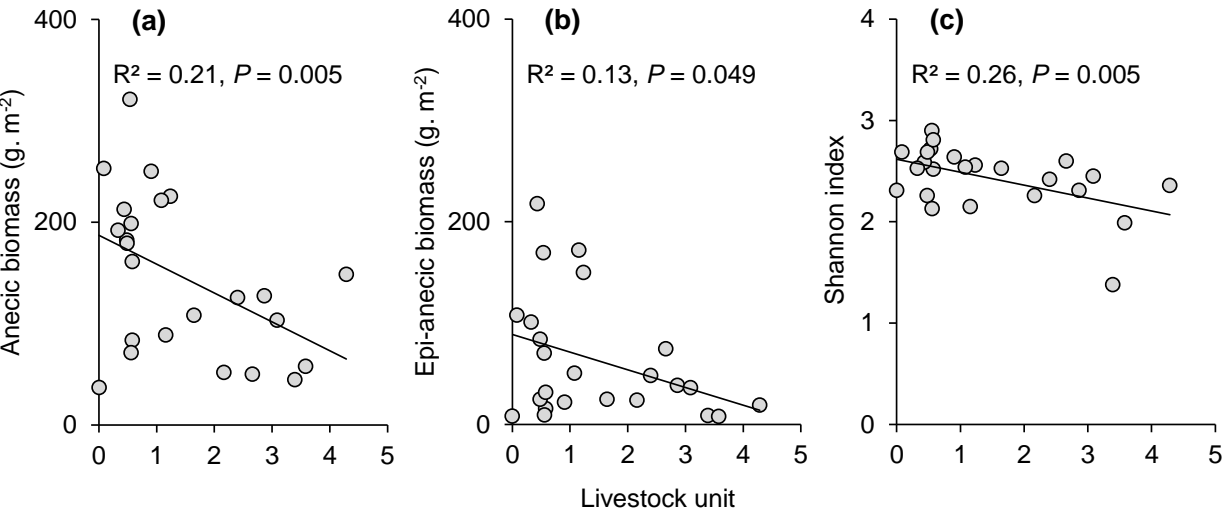 (a)
R² = 0.21, P = 0.005
Anecic biomass (g. m-2)
400
200
0
0 1 2 3 4 5
(b)
R² = 0.13, P = 0.049
Epi-anecic biomass (g. m-2)
400
200
0
0 1 2 3 4 5
(c)
R² = 0.26, P = 0.005
Shannon index
4
3
2
1
0
0 1 2 3 4 5
Livestock unit